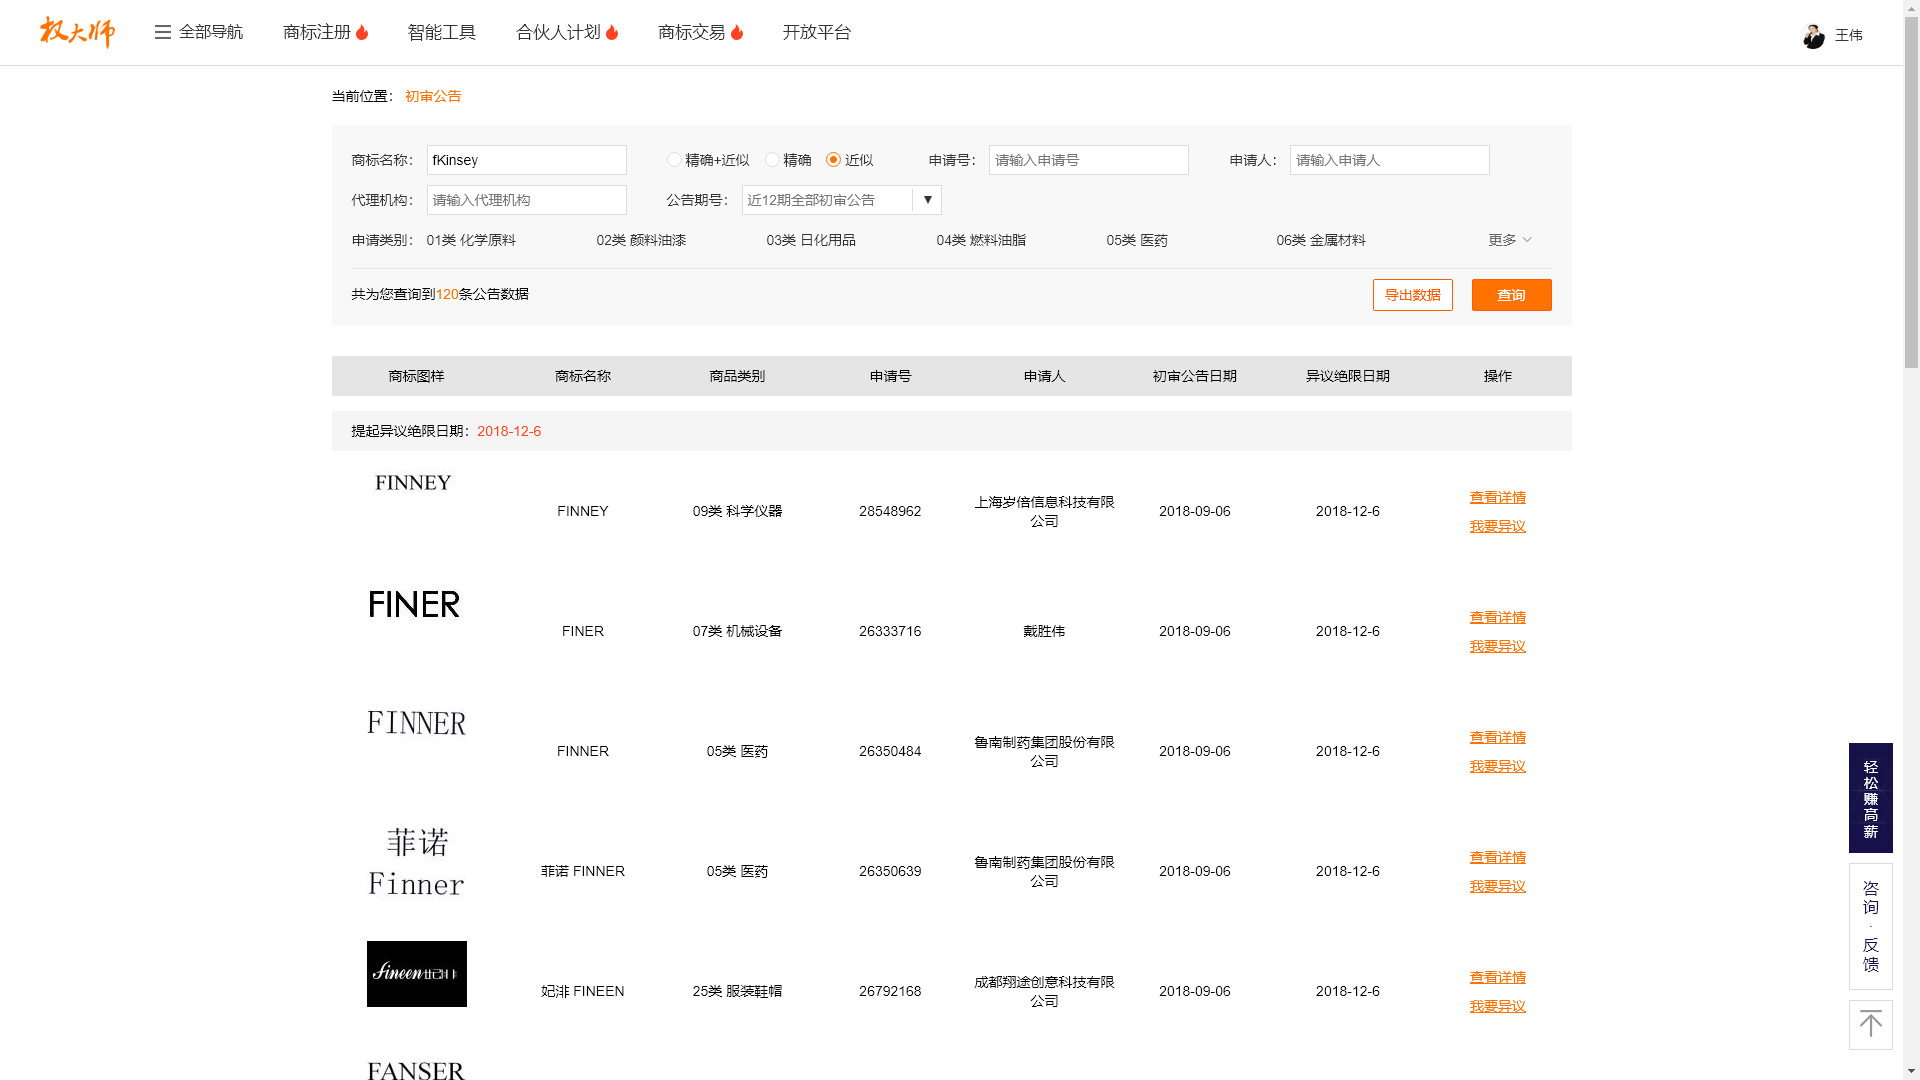 权大师 全部导航 商标注册 智能工具 合伙人计划 商标交易 开放平台 王伟
当前位置： 初审公告
商标名称： fKinsey 精确+近似 精确 近似 申请号： 请输入申请号 申请人： 请输入申请人
代理机构： 请输入代理机构 公告期号： 近12期全部初审公告 ▼
申请类别： 01类 化学原料 02类 颜料油漆 03类 日化用品 04类 燃料油脂 05类 医药 06类 金属材料 更多
共为您查询到120条公告数据 导出数据 查询
商标图样 商标名称 商品类别 申请号 申请人 初审公告日期 异议绝限日期 操作
提起异议绝限日期：2018-12-6
FINNEY
FINNEY 09类 科学仪器 28548962 上海岁倍信息科技有限公司 2018-09-06 2018-12-6 查看详情
我要异议
FINER
FINER 07类 机械设备 26333716 戴胜伟 2018-09-06 2018-12-6 查看详情
我要异议
FINNER
FINNER 05类 医药 26350484 鲁南制药集团股份有限公司 2018-09-06 2018-12-6 查看详情
我要异议
菲诺
Finner
菲诺 FINNER 05类 医药 26350639 鲁南制药集团股份有限公司 2018-09-06 2018-12-6 查看详情
我要异议
fineen
妃渄 FINEEN 25类 服装鞋帽 26792168 成都翔途创意科技有限公司 2018-09-06 2018-12-6 查看详情
我要异议
FANSER
轻松赚高薪
咨询·反馈